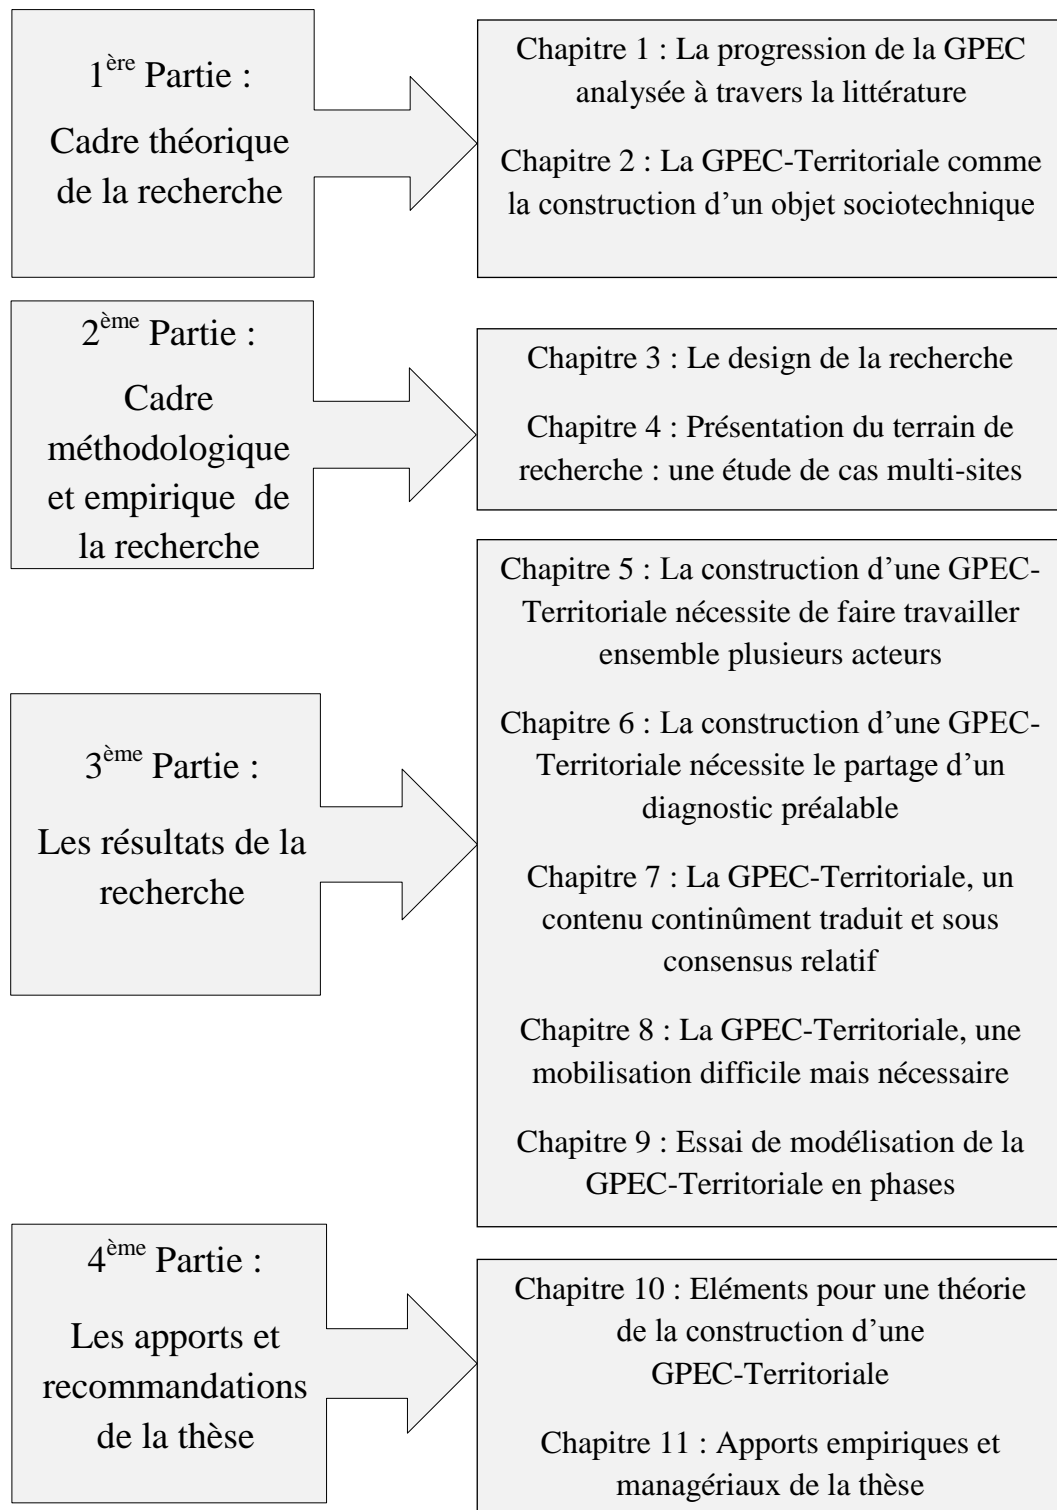 1ère Partie :
Cadre théorique
de la recherche
Chapitre 1 : La progression de la GPEC
analysée à travers la littérature
Chapitre 2 : La GPEC-Territoriale comme
la construction d’un objet sociotechnique
2ème Partie :
Cadre
méthodologique
et empirique de
la recherche
Chapitre 3 : Le design de la recherche
Chapitre 4 : Présentation du terrain de
recherche : une étude de cas multi-sites
3ème Partie :
Les résultats de la
recherche
Chapitre 5 : La construction d’une GPEC-
Territoriale nécessite de faire travailler
ensemble plusieurs acteurs
Chapitre 6 : La construction d’une GPEC-
Territoriale nécessite le partage d’un
diagnostic préalable
Chapitre 7 : La GPEC-Territoriale, un
contenu continûment traduit et sous
consensus relatif
Chapitre 8 : La GPEC-Territoriale, une
mobilisation difficile mais nécessaire
Chapitre 9 : Essai de modélisation de la
GPEC-Territoriale en phases
4ème Partie :
Les apports et
recommandations
de la thèse
Chapitre 10 : Eléments pour une théorie
de la construction d’une
GPEC-Territoriale
Chapitre 11 : Apports empiriques et
managériaux de la thèse